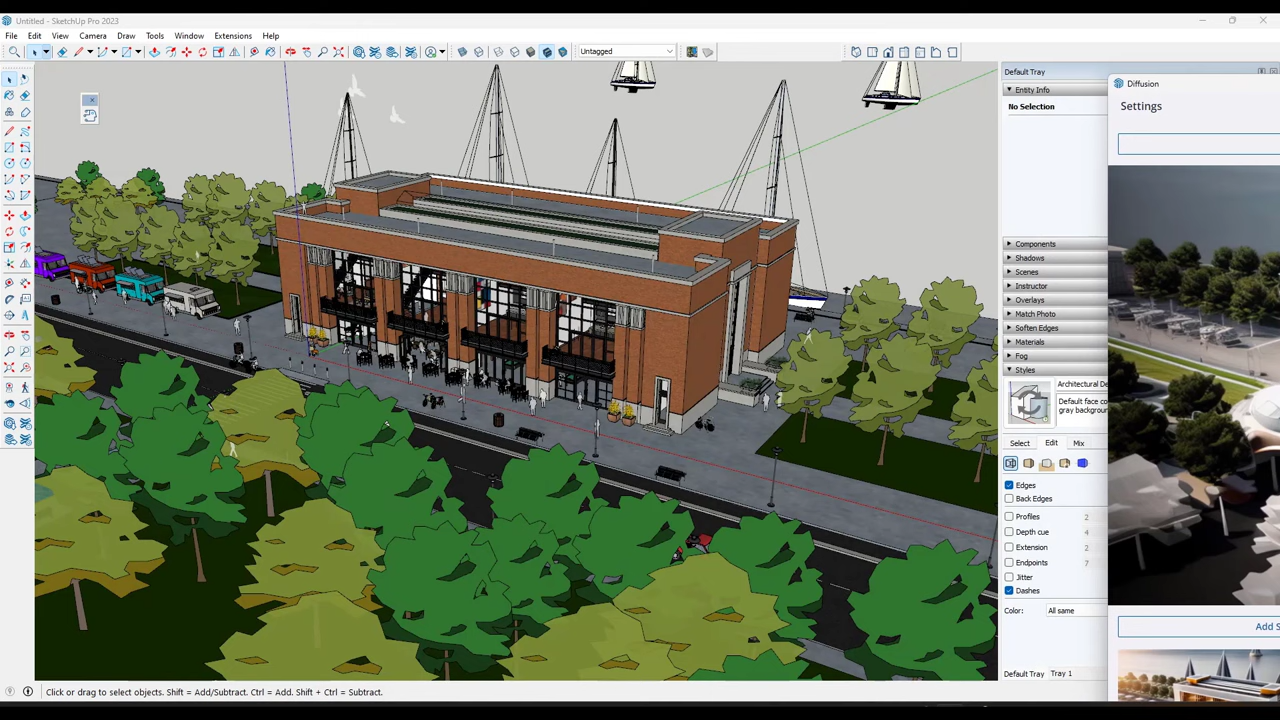 Untitled - SketchUp Pro 2023
File Edit View Camera Draw Tools Window Extensions Help
Untagged
Default Tray
Entity Info
No Selection
Components
Shadows
Scenes
Instructor
Overlays
Match Photo
Soften Edges
Materials
Fog
Styles
Architectural De
Default face co
gray backgroun
Select Edit Mix
Edges
Back Edges
Profiles 2
Depth cue 4
Extension 2
Endpoints 7
Jitter
Dashes
Color: All same
Default Tray Tray 1
Diffusion
Settings
Add S
Click or drag to select objects. Shift = Add/Subtract. Ctrl = Add. Shift + Ctrl = Subtract.